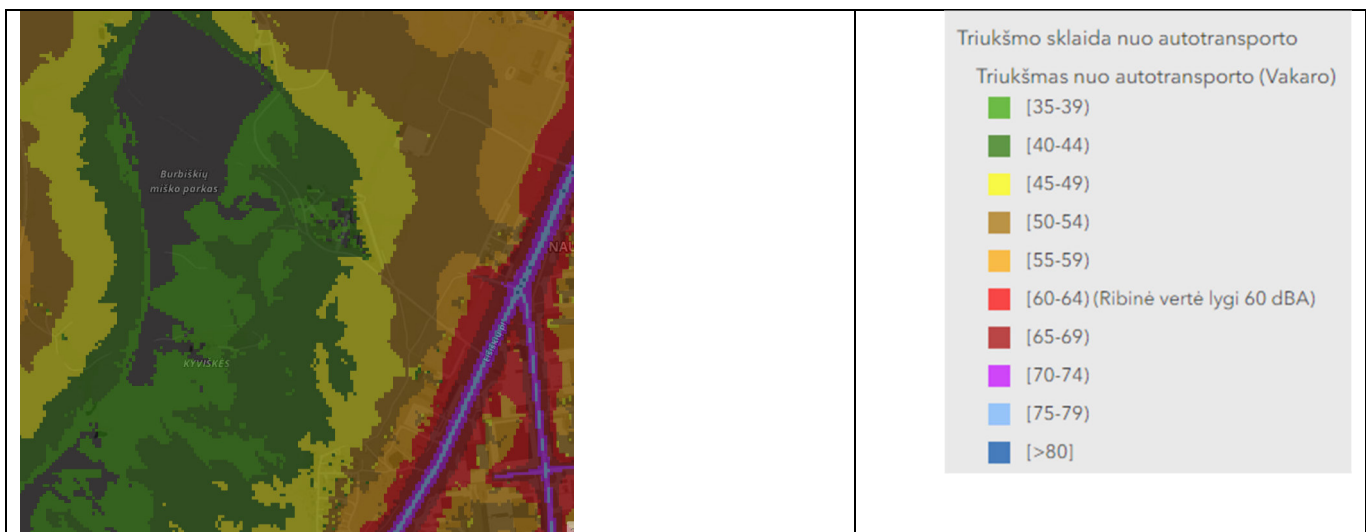 Burbiškių
miško parkas
KYVIŠKĖS
NAU
Triukšmo sklaida nuo autotransporto
Triukšmas nuo autotransporto (Vakaro)
[35-39)
[40-44)
[45-49)
[50-54)
[55-59)
[60-64) (Ribinė vertė lygi 60 dBA)
[65-69)
[70-74)
[75-79)
[>80]